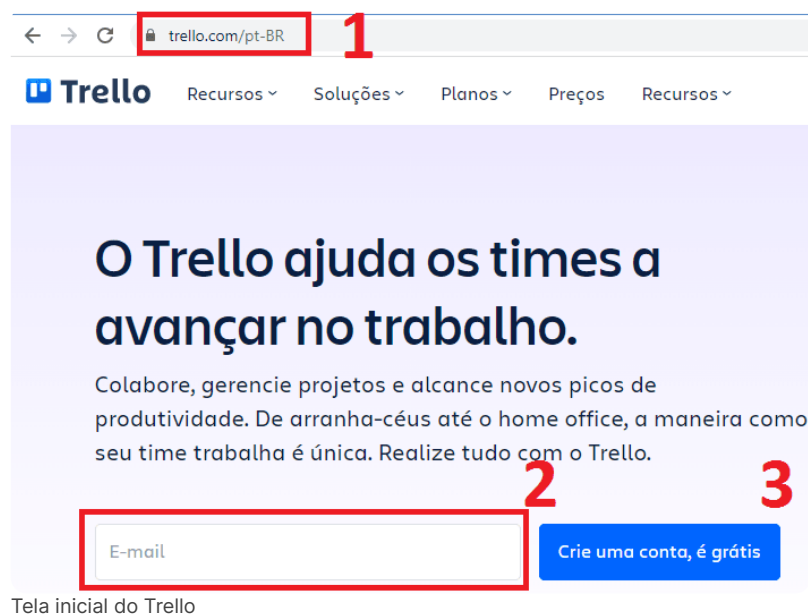 trello.com/pt-BR 1
Trello Recursos Soluções Planos Preços Recursos
O Trello ajuda os times a
avançar no trabalho.
Colabore, gerencie projetos e alcance novos picos de
produtividade. De arranha-céus até o home office, a maneira como
seu time trabalha é única. Realize tudo com o Trello.
2 3
E-mail Crie uma conta, é grátis
Tela inicial do Trello